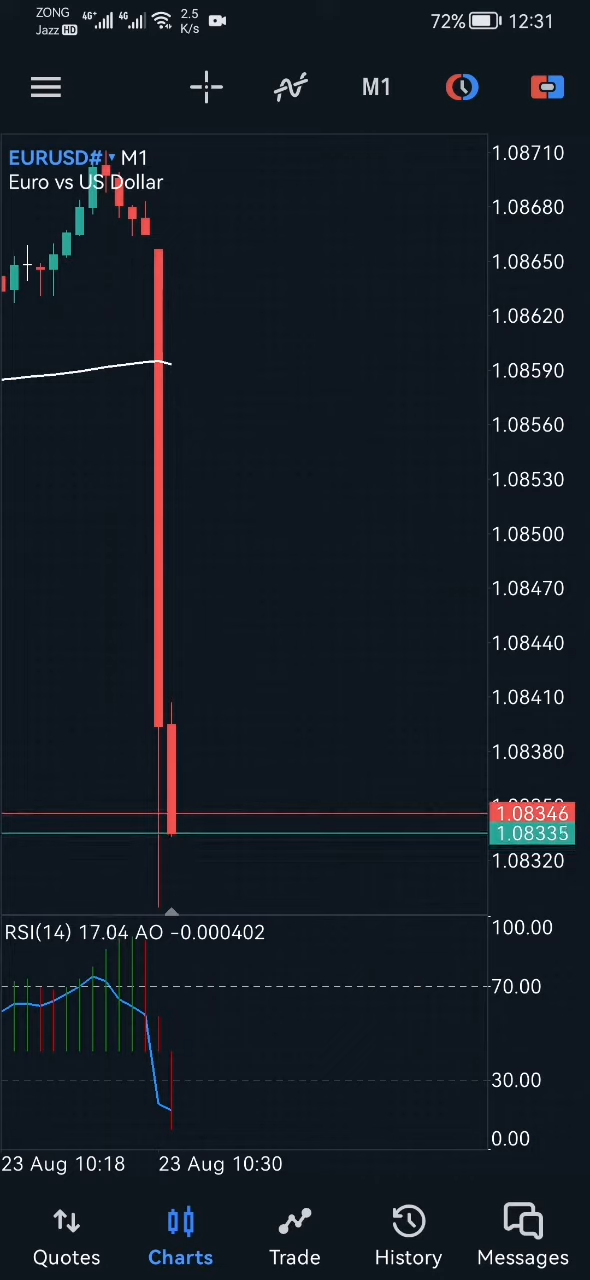 ZONG 4G+ 4G 2.5 72% 12:31
Jazz HD K/s
M1
EURUSD# M1
Euro vs US Dollar
1.08710
1.08680
1.08650
1.08620
1.08590
1.08560
1.08530
1.08500
1.08470
1.08440
1.08410
1.08380
1.08346
1.08335
1.08320
RSI(14) 17.04 AO -0.000402
100.00
70.00
30.00
0.00
23 Aug 10:18 23 Aug 10:30
Quotes Charts Trade History Messages